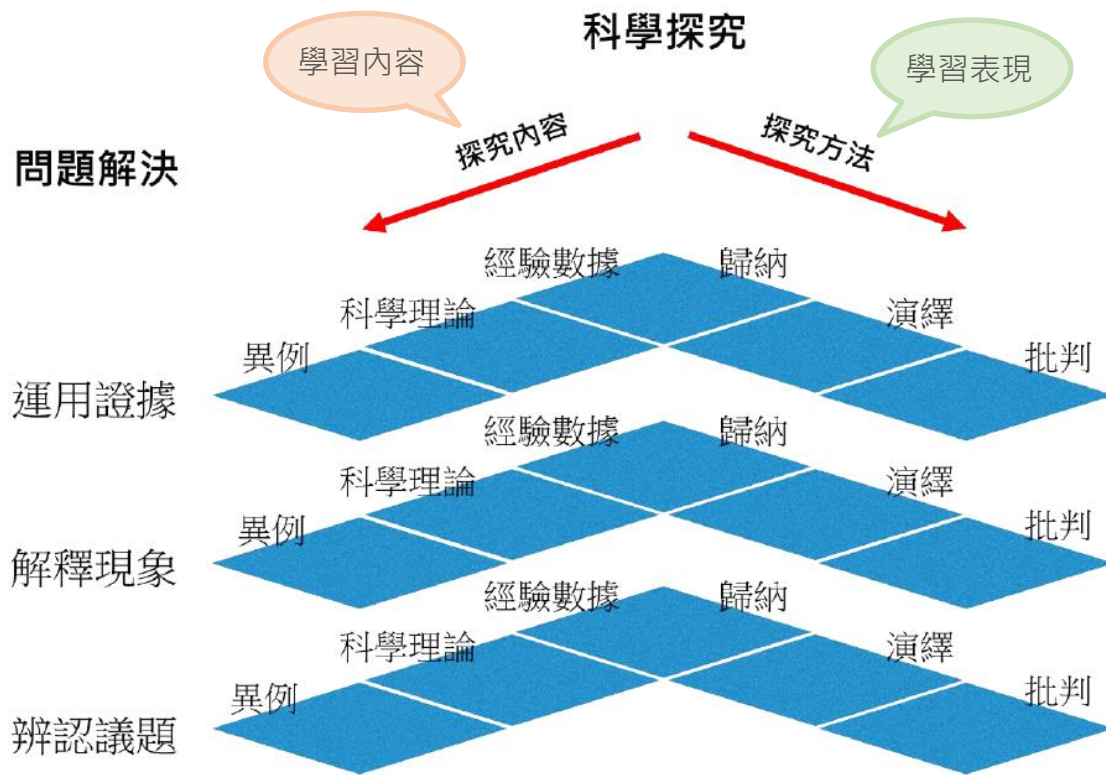 科學探究
學習內容
學習表現
探究內容
探究方法
問題解決
經驗數據
歸納
科學理論
演繹
異例
批判
運用證據
經驗數據
歸納
科學理論
演繹
異例
批判
解釋現象
經驗數據
歸納
科學理論
演繹
異例
批判
辨認議題